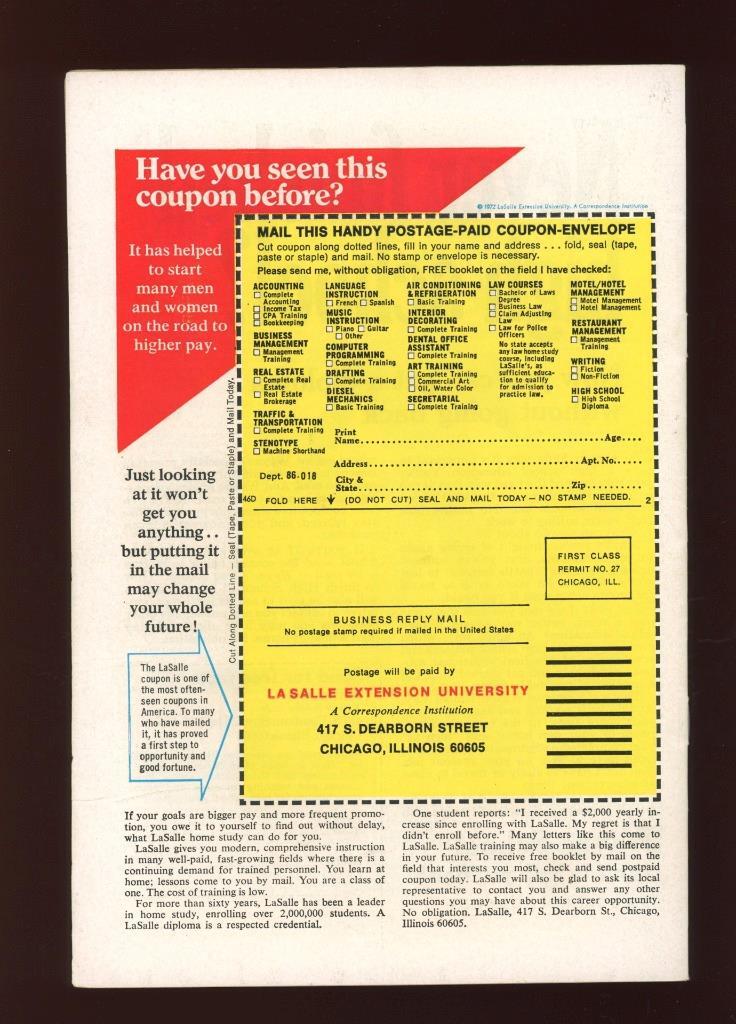 Have you seen this
coupon before?
© 1972 LaSalle Extension University, A Correspondence Institution
It has helped
to start
many men
and women
on the road to
higher pay.
MAIL THIS HANDY POSTAGE-PAID COUPON-ENVELOPE
Cut coupon along dotted lines, fill in your name and address . . . fold, seal (tape,
paste or staple) and mail. No stamp or envelope is necessary.
Please send me, without obligation, FREE booklet on the field I have checked:
ACCOUNTING
Complete
Accounting
Income Tax
CPA Training
Bookkeeping
BUSINESS
MANAGEMENT
Management
Training
REAL ESTATE
Complete Real
Estate
Real Estate
Brokerage
TRAFFIC &
TRANSPORTATION
Complete Training
STENOTYPE
Machine Shorthand
LANGUAGE
INSTRUCTION
French Spanish
MUSIC
INSTRUCTION
Piano Guitar
Other
COMPUTER
PROGRAMMING
Complete Training
DRAFTING
Complete Training
DIESEL
MECHANICS
Basic Training
AIR CONDITIONING
& REFRIGERATION
Basic Training
INTERIOR
DECORATING
Complete Training
DENTAL OFFICE
ASSISTANT
Complete Training
ART TRAINING
Complete Training
Commercial Art
Oil, Water Color
SECRETARIAL
Complete Training
LAW COURSES
Bachelor of Laws
Degree
Business Law
Claim Adjusting
Law
Law for Police
Officers
No state accepts
any law home study
course, including
LaSalle's, as
sufficient educa-
tion to qualify
for admission to
practice law.
MOTEL/HOTEL
MANAGEMENT
Motel Management
Hotel Management
RESTAURANT
MANAGEMENT
Management
Training
WRITING
Fiction
Non-Fiction
HIGH SCHOOL
High School
Diploma
Print
Name Age
Address Apt. No.
Dept. 86-018
City &
State Zip
46D FOLD HERE ↓ (DO NOT CUT) SEAL AND MAIL TODAY — NO STAMP NEEDED. 2
Cut Along Dotted Line — Seal (Tape, Paste or Staple) and Mail Today.
Just looking
at it won't
get you
anything . .
but putting it
in the mail
may change
your whole
future!
The LaSalle
coupon is one of
the most often-
seen coupons in
America. To many
who have mailed
it, it has proved
a first step to
opportunity and
good fortune.
FIRST CLASS
PERMIT NO. 27
CHICAGO, ILL.
BUSINESS REPLY MAIL
No postage stamp required if mailed in the United States
Postage will be paid by
LA SALLE EXTENSION UNIVERSITY
A Correspondence Institution
417 S. DEARBORN STREET
CHICAGO, ILLINOIS 60605
If your goals are bigger pay and more frequent promo-
tion, you owe it to yourself to find out without delay,
what LaSalle home study can do for you.
LaSalle gives you modern, comprehensive instruction
in many well-paid, fast-growing fields where there is a
continuing demand for trained personnel. You learn at
home; lessons come to you by mail. You are a class of
one. The cost of training is low.
For more than sixty years, LaSalle has been a leader
in home study, enrolling over 2,000,000 students. A
LaSalle diploma is a respected credential.
One student reports: "I received a $2,000 yearly in-
crease since enrolling with LaSalle. My regret is that I
didn't enroll before." Many letters like this come to
LaSalle. LaSalle training may also make a big difference
in your future. To receive free booklet by mail on the
field that interests you most, check and send postpaid
coupon today. LaSalle will also be glad to ask its local
representative to contact you and answer any other
questions you may have about this career opportunity.
No obligation. LaSalle, 417 S. Dearborn St., Chicago,
Illinois 60605.